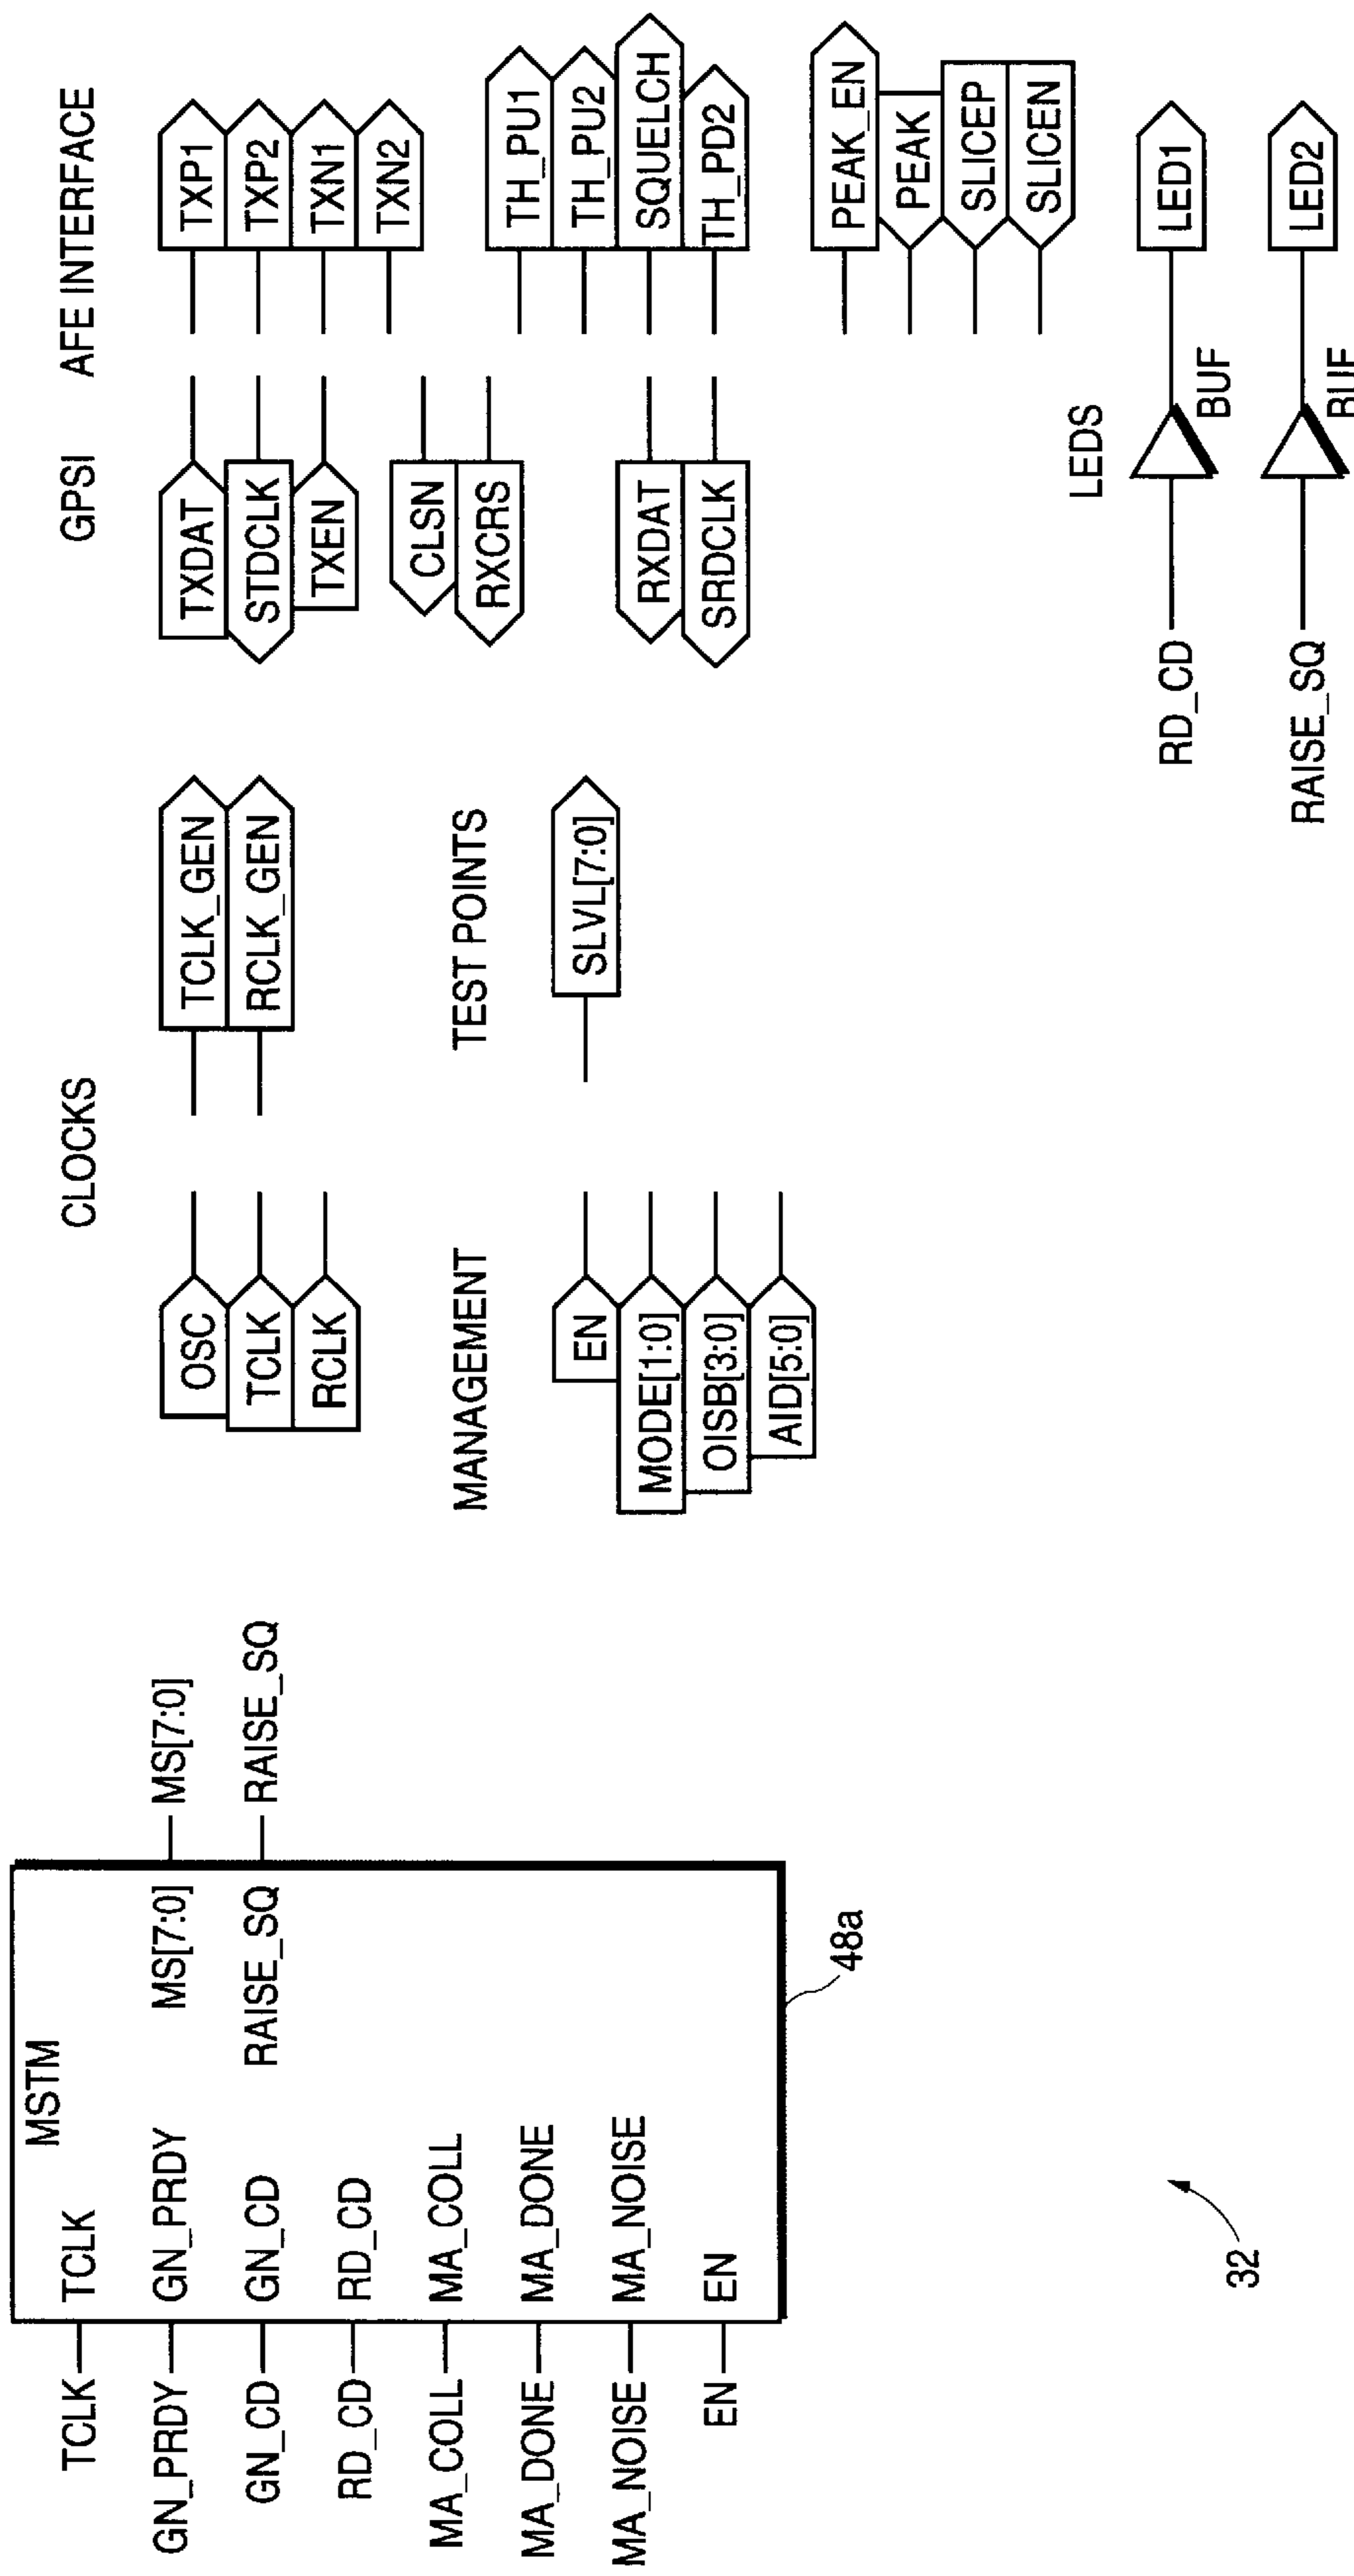 MSTM
TCLK TCLK
GN_PRDY GN_PRDY MS[7:0] MS[7:0]
GN_CD GN_CD RAISE_SQ RAISE_SQ
RD_CD RD_CD
MA_COLL MA_COLL
MA_DONE MA_DONE
MA_NOISE MA_NOISE
EN EN
48a
32
CLOCKS
OSC TCLK_GEN
TCLK RCLK_GEN
RCLK
MANAGEMENT TEST POINTS
EN SLVL[7:0]
MODE[1:0]
OISB[3:0]
AID[5:0]
GPSI AFE INTERFACE
TXDAT TXP1
STDCLK TXP2
TXEN TXN1
TXN2
CLSN
RXCRS TH_PU1
TH_PU2
RXDAT SQUELCH
SRDCLK TH_PD2
PEAK_EN
PEAK
SLICEP
SLICEN
LEDS
RD_CD LED1
BUF
RAISE_SQ LED2
BUF